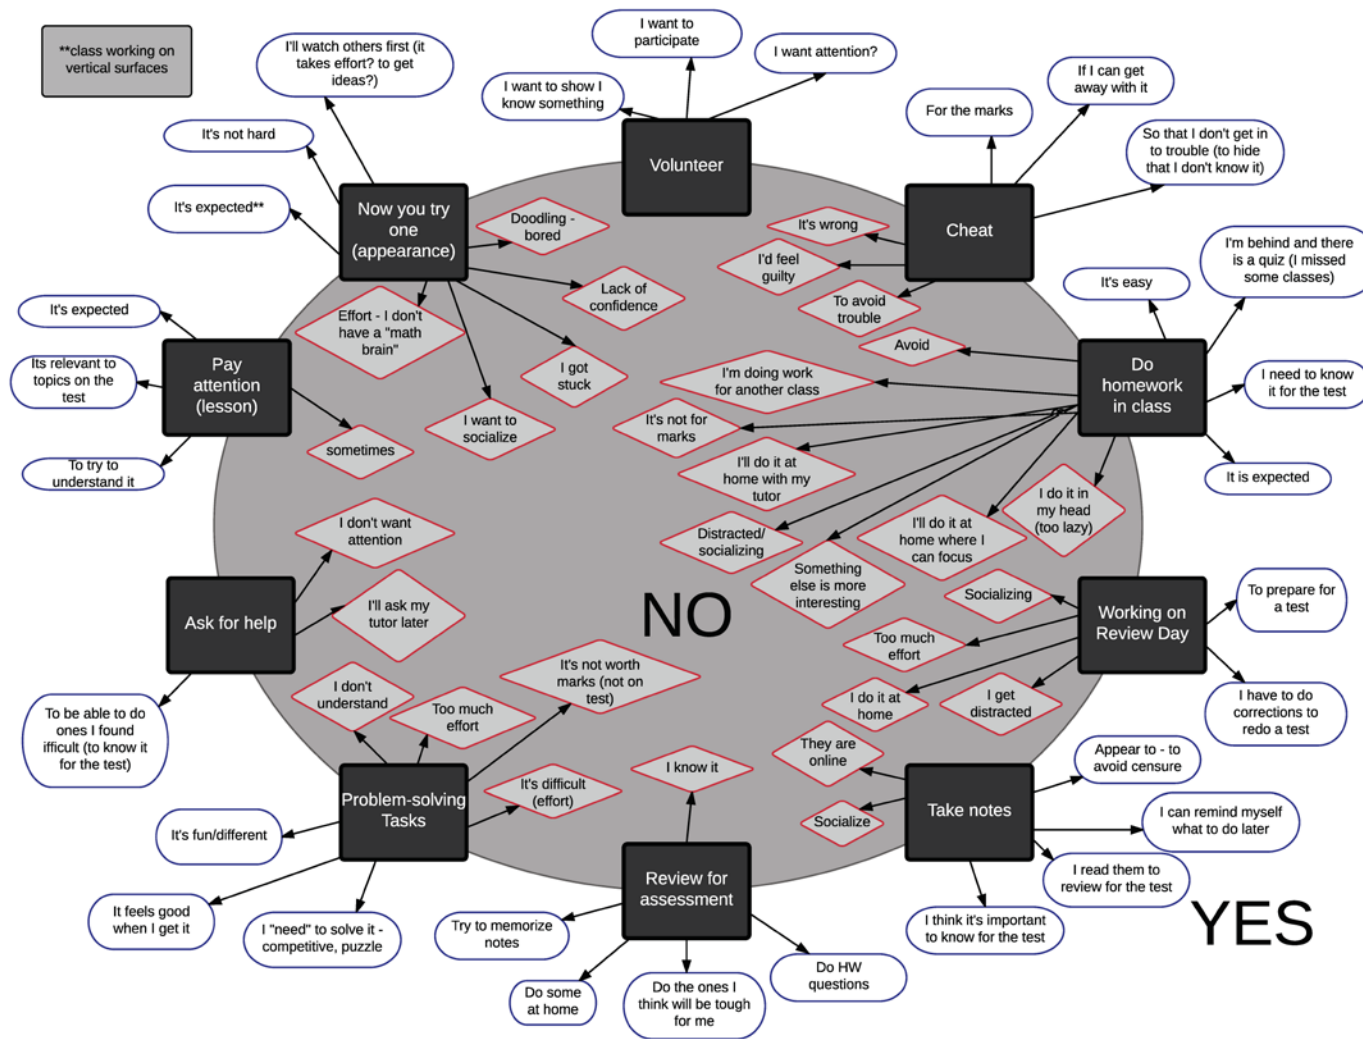 **class working on
vertical surfaces
I'll watch others first (it
takes effort? to get
ideas?)
It's not hard
It's expected**
Now you try
one
(appearance)
Doodling -
bored
Lack of
confidence
I got
stuck
I want to
socialize
Effort - I don't
have a "math
brain"
I want to show I
know something
I want to
participate
I want attention?
Volunteer
For the marks
If I can get
away with it
So that I don't get in
to trouble (to hide
that I don't know it)
Cheat
It's wrong
I'd feel
guilty
To avoid
trouble
It's easy
I'm behind and there
is a quiz (I missed
some classes)
I need to know
it for the test
It is expected
Do
homework
in class
Avoid
I'm doing work
for another class
It's not for
marks
I'll do it at
home with my
tutor
Distracted/
socializing
Something
else is more
interesting
I'll do it at
home where I
can focus
I do it in
my head
(too lazy)
It's expected
Its relevant to
topics on the
test
To try to
understand it
Pay
attention
(lesson)
sometimes
Ask for help
I don't want
attention
I'll ask my
tutor later
To be able to do
ones I found
ifficult (to know it
for the test)
NO
Working on
Review Day
Socializing
Too much
effort
I do it at
home
I get
distracted
To prepare for
a test
I have to do
corrections to
redo a test
Problem-solving
Tasks
I don't
understand
Too much
effort
It's not worth
marks (not on
test)
It's difficult
(effort)
It's fun/different
It feels good
when I get it
I "need" to solve it -
competitive, puzzle
Review for
assessment
I know it
Try to memorize
notes
Do some
at home
Do the ones I
think will be tough
for me
Do HW
questions
Take notes
They are
online
Socialize
Appear to - to
avoid censure
I can remind myself
what to do later
I read them to
review for the test
I think it's important
to know for the test
YES